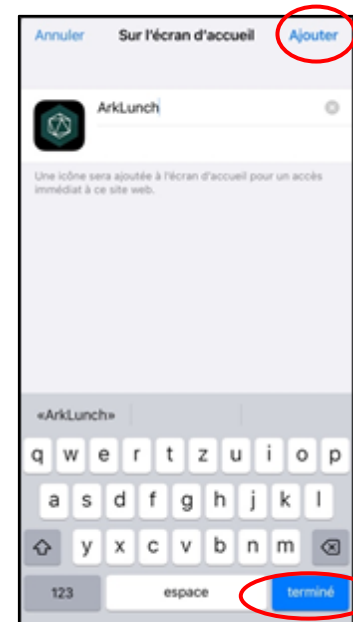 Annuler Sur l'écran d'accueil Ajouter
ArkLunch
Une icône sera ajoutée à l'écran d'accueil pour un accès
immédiat à ce site web.
«ArkLunch»
q w e r t z u i o p
a s d f g h j k l
y x c v b n m
123 espace terminé